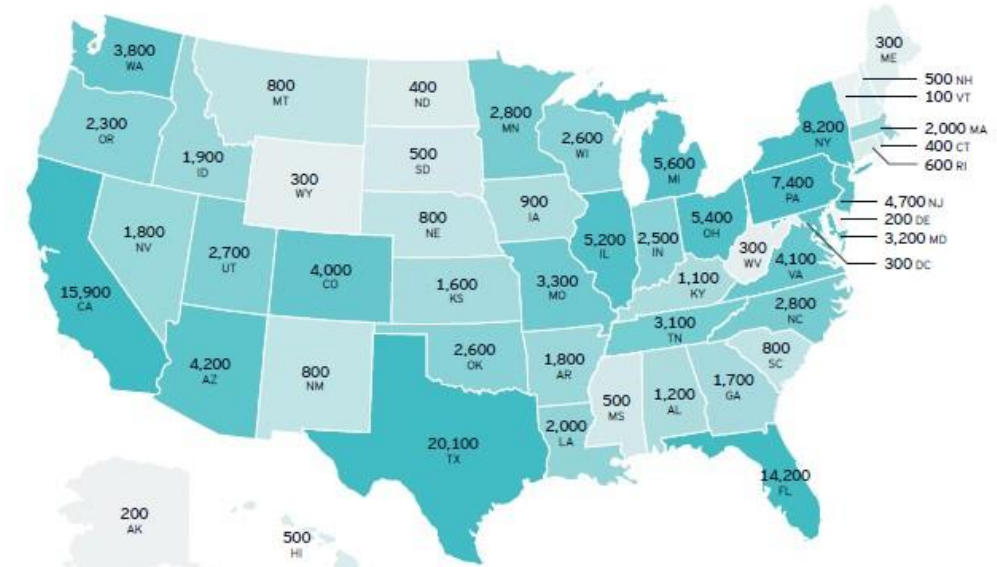 3,800
WA
2,300
OR
1,900
ID
800
MT
400
ND
500
SD
300
WY
800
NE
2,800
MN
2,600
WI
900
IA
5,600
MI
300
ME
500 NH
100 VT
8,200
NY
2,000 MA
400 CT
600 RI
7,400
PA
4,700 NJ
200 DE
3,200 MD
300 DC
5,400
OH
300
WV
4,100
VA
5,200
IL
2,500
IN
1,100
KY
2,800
NC
3,100
TN
800
SC
15,900
CA
1,800
NV
2,700
UT
4,000
CO
1,600
KS
3,300
MO
4,200
AZ
800
NM
2,600
OK
1,800
AR
500
MS
1,200
AL
1,700
GA
2,000
LA
20,100
TX
14,200
FL
200
AK
500
HI